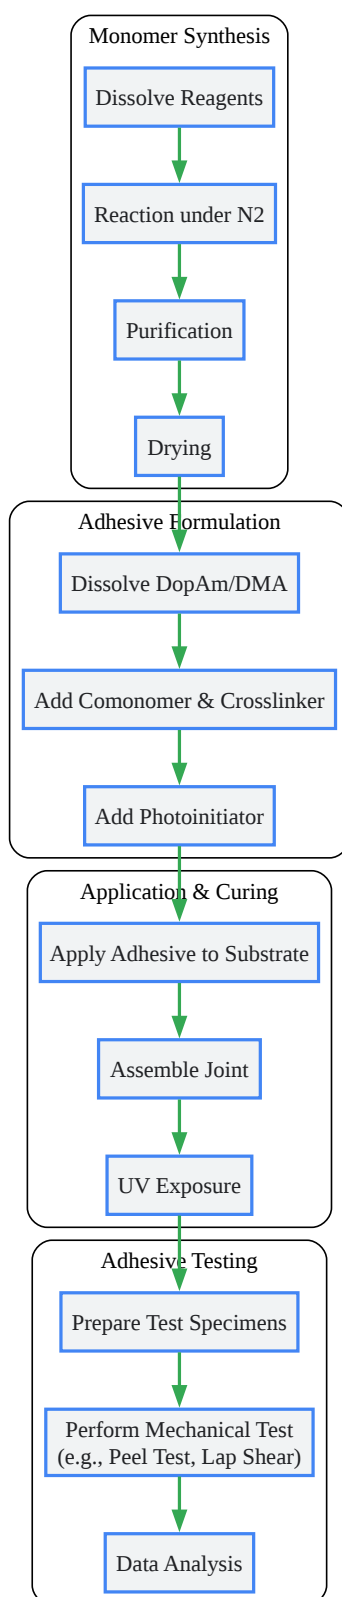 Monomer Synthesis
Dissolve Reagents
Reaction under N2
Purification
Drying
Adhesive Formulation
Dissolve DopAm/DMA
Add Comonomer & Crosslinker
Add Photoinitiator
Application & Curing
Apply Adhesive to Substrate
Assemble Joint
UV Exposure
Adhesive Testing
Prepare Test Specimens
Perform Mechanical Test
(e.g., Peel Test, Lap Shear)
Data Analysis